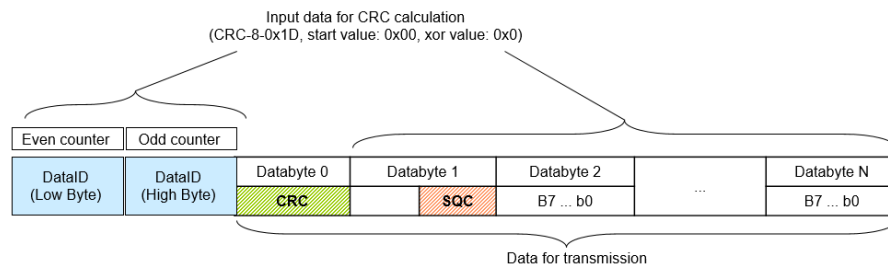 Input data for CRC calculation
(CRC-8-0x1D, start value: 0x00, xor value: 0x0)
Even counter
Odd counter
DataID
(Low Byte)
DataID
(High Byte)
Databyte 0
Databyte 1
Databyte 2
...
Databyte N
CRC
SQC
B7 ... b0
B7 ... b0
Data for transmission